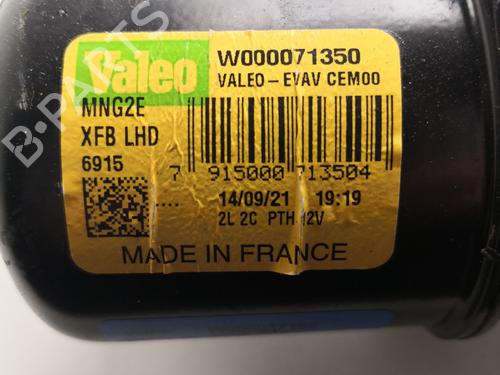 Valeo
W000071350
VALEO-EVAV CEM00
MNG2E
XFB LHD
6915
7 915000 713504
..... 14/09/21 19:19
2L 2C PTH 12V
MADE IN FRANCE